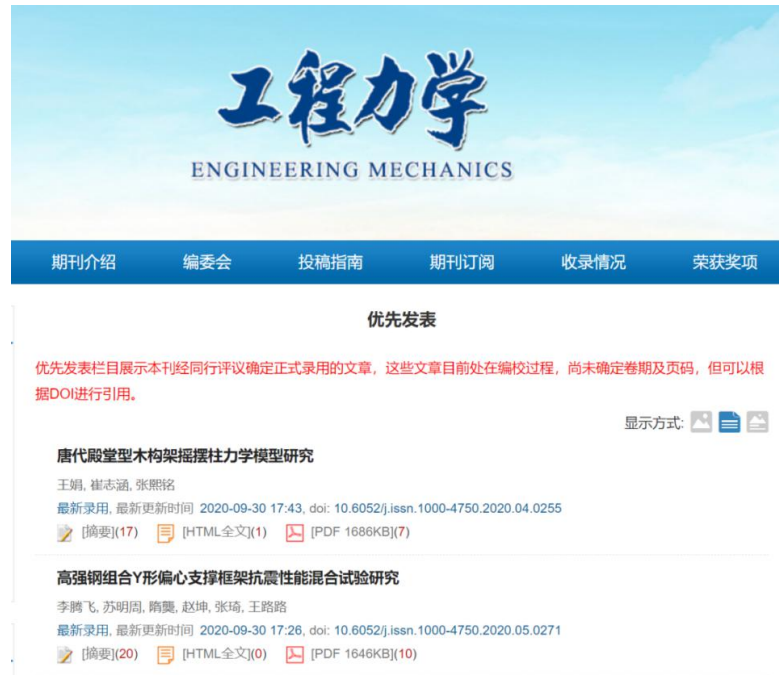 工程力学
ENGINEERING MECHANICS
期刊介绍 编委会 投稿指南 期刊订阅 收录情况 荣获奖项
优先发表
优先发表栏目展示本刊经同行评议确定正式录用的文章，这些文章目前处在编校过程，尚未确定卷期及页码，但可以根
据DOI进行引用。
显示方式:
唐代殿堂型木构架摇摆柱力学模型研究
王娟, 崔志涵, 张熙铭
最新录用, 最新更新时间 2020-09-30 17:43, doi: 10.6052/j.issn.1000-4750.2020.04.0255
[摘要](17) [HTML全文](1) [PDF 1686KB](7)
高强钢组合Y形偏心支撑框架抗震性能混合试验研究
李腾飞, 苏明周, 隋龑, 赵坤, 张琦, 王路路
最新录用, 最新更新时间 2020-09-30 17:26, doi: 10.6052/j.issn.1000-4750.2020.05.0271
[摘要](20) [HTML全文](0) [PDF 1646KB](10)